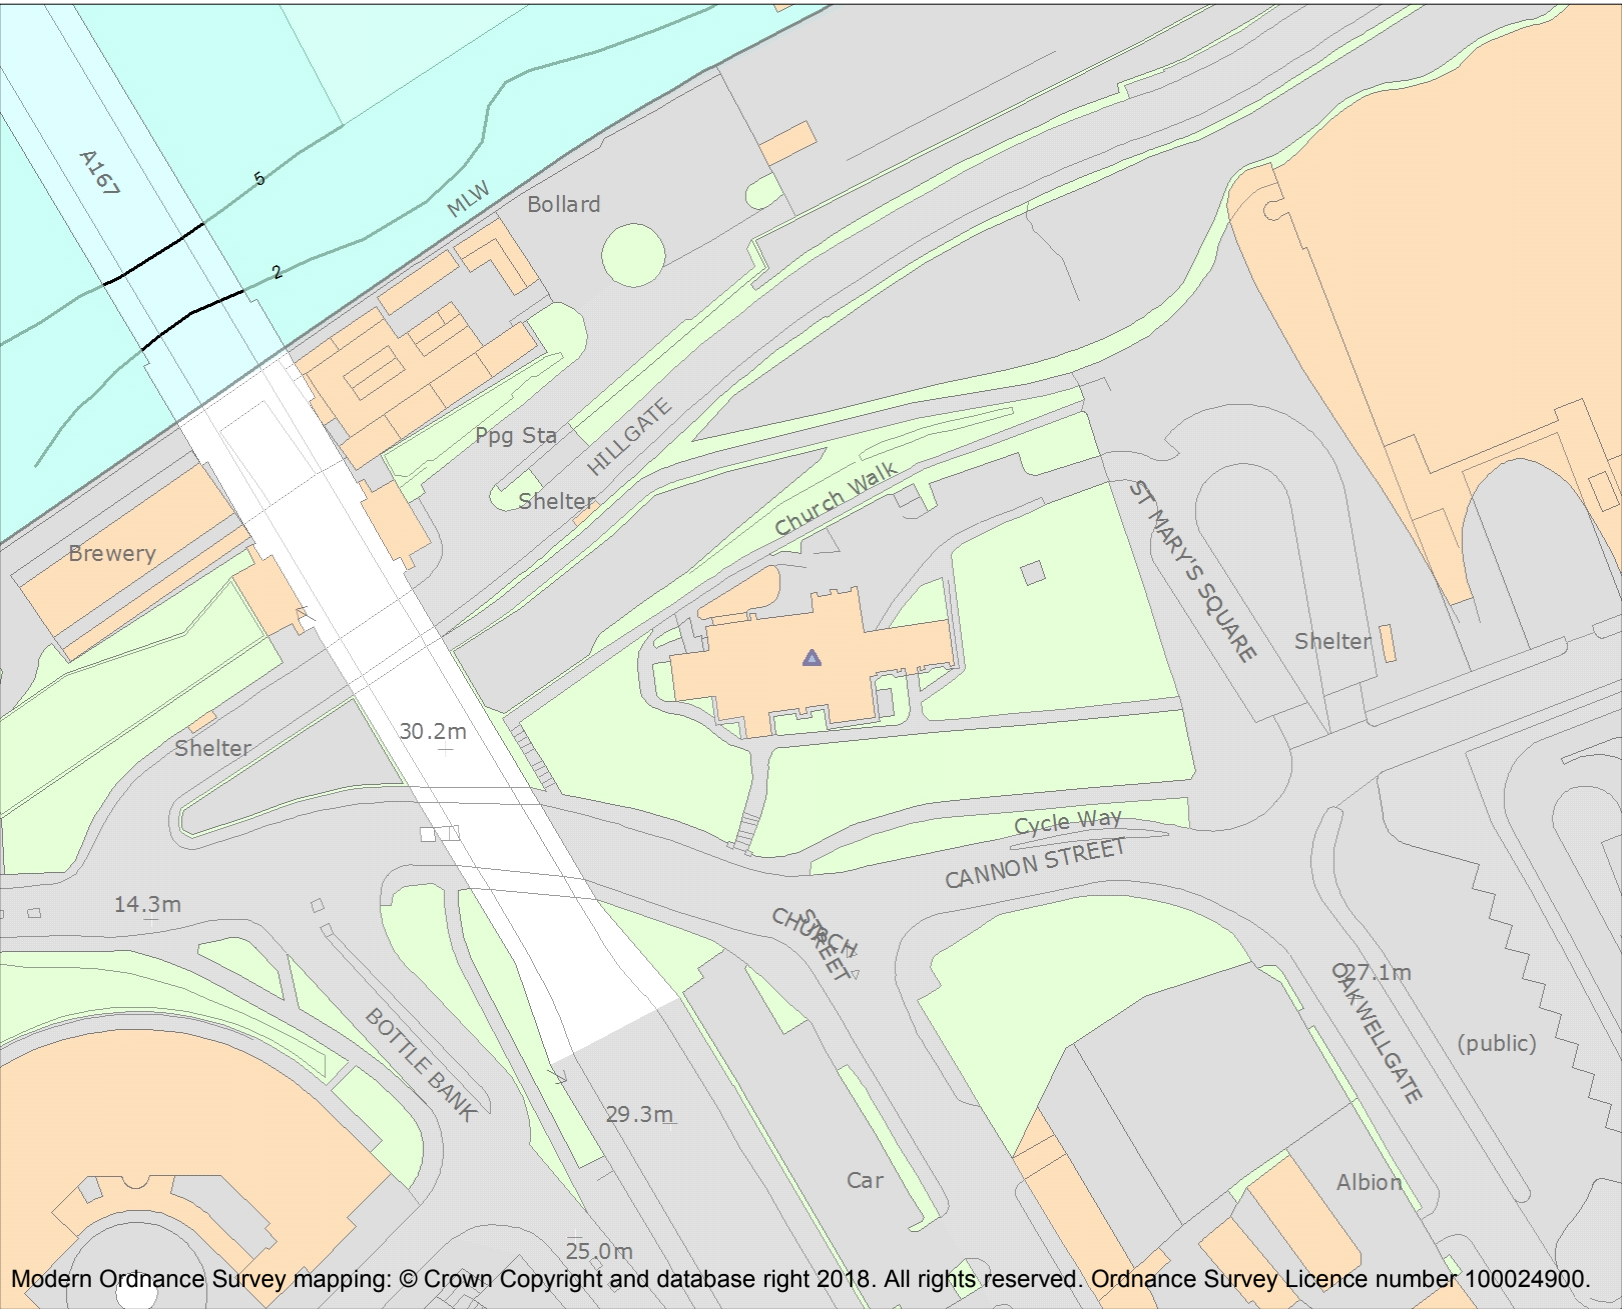 A167
5
MLW
Bollard
2
Ppg Sta
HILLGATE
Shelter
Church Walk
Brewery
ST MARY'S SQUARE
Shelter
30.2m
Shelter
Cycle Way
CANNON STREET
14.3m
CHURCH
STREET
27.1m
OAKWELLGATE
BOTTLE BANK
(public)
29.3m
Car
Albion
25.0m
Modern Ordnance Survey mapping: © Crown Copyright and database right 2018. All rights reserved. Ordnance Survey Licence number 100024900.